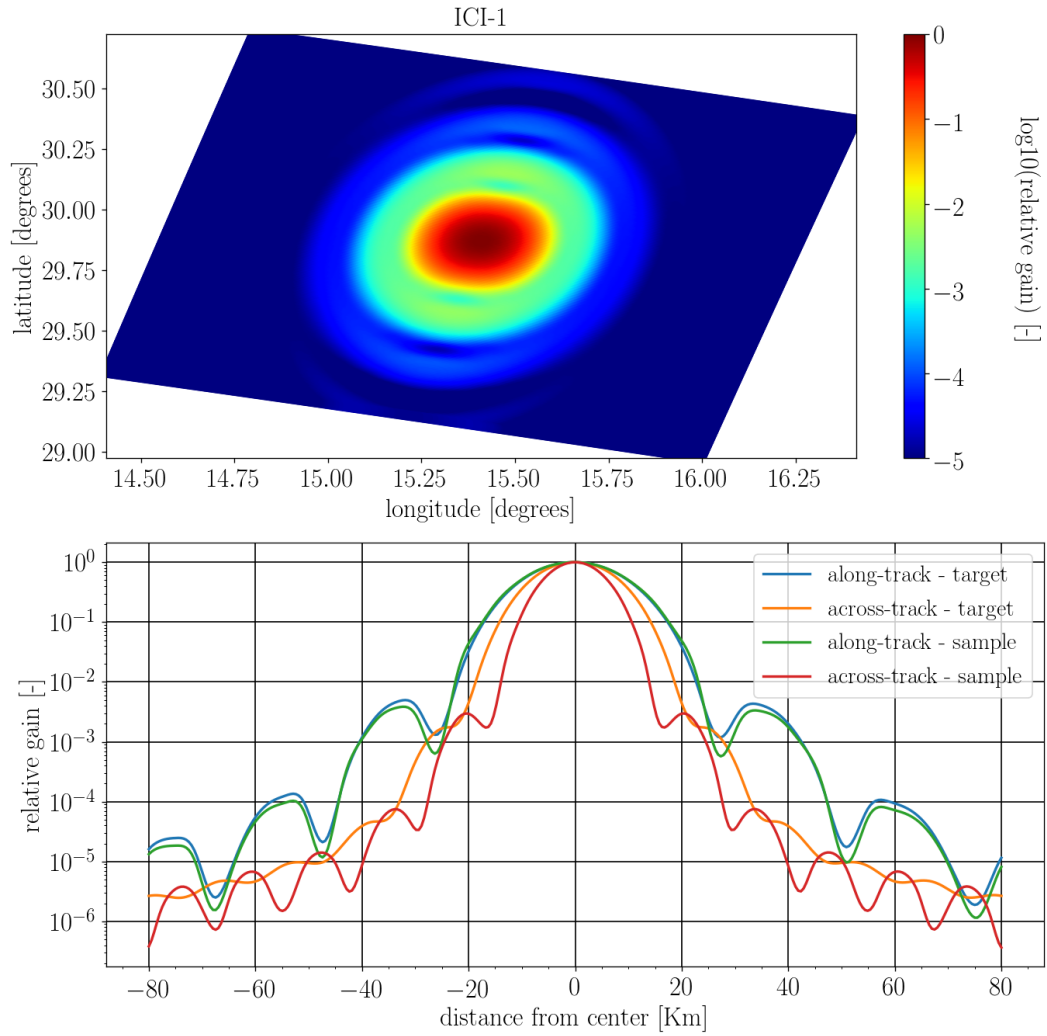 ICI-1
30.50
30.25
30.00
29.75
29.50
29.25
29.00
latitude [degrees]
14.50 14.75 15.00 15.25 15.50 15.75 16.00 16.25
longitude [degrees]
0
−1
−2
−3
−4
−5
log10(relative gain) [-]
10⁰
10⁻¹
10⁻²
10⁻³
10⁻⁴
10⁻⁵
10⁻⁶
relative gain [-]
along-track - target
across-track - target
along-track - sample
across-track - sample
−80 −60 −40 −20 0 20 40 60 80
distance from center [Km]